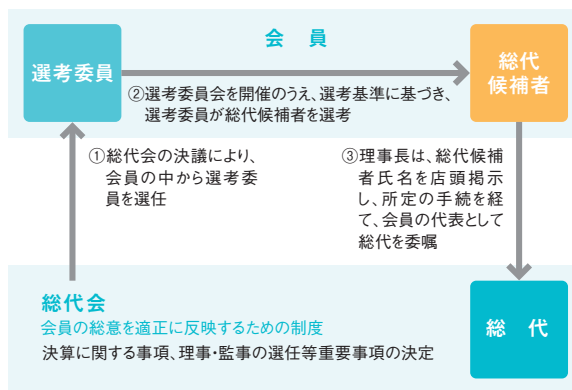 会 員
選考委員
総代
候補者
②選考委員会を開催のうえ、選考基準に基づき、
選考委員が総代候補者を選考
①総代会の決議により、
会員の中から選考委
員を選任
③理事長は、総代候補
者氏名を店頭掲示
し、所定の手続を経
て、会員の代表として
総代を委嘱
総代会
会員の総意を適正に反映するための制度
決算に関する事項、理事・監事の選任等重要事項の決定
総 代